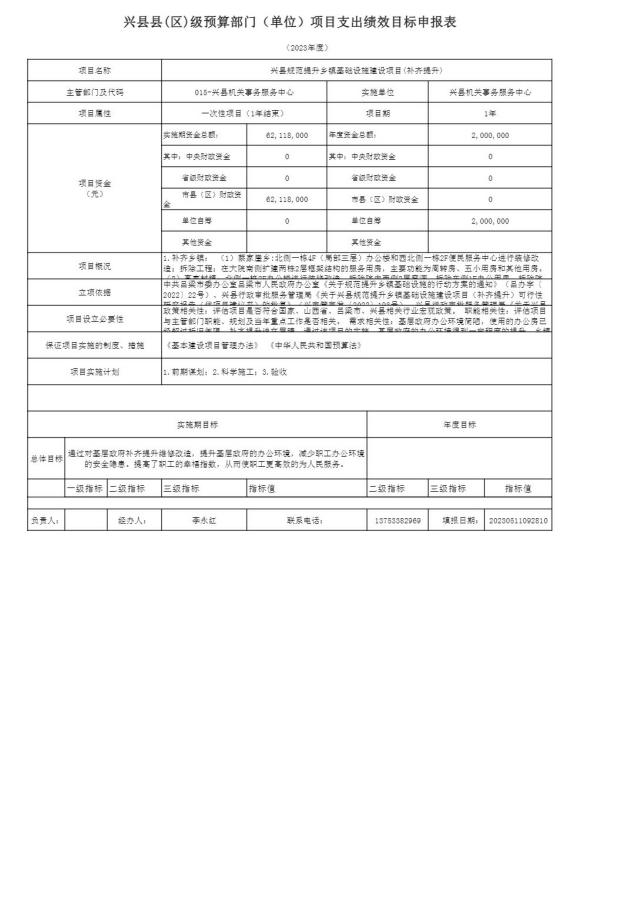 兴县县(区)级预算部门（单位）项目支出绩效目标申报表
（2023年度）
项目名称 兴县规范提升乡镇基础设施建设项目(补齐提升)
主管部门及代码 015-兴县机关事务服务中心 实施单位 兴县机关事务服务中心
项目属性 一次性项目（1年结束） 项目期 1年
项目资金
（元）
实施期资金总额： 62,118,000 年度资金总额： 2,000,000
其中：中央财政资金 0 其中：中央财政资金 0
省级财政资金 0 省级财政资金 0
市县（区）财政资
金 62,118,000 市县（区）财政资金 0
单位自筹 0 单位自筹 2,000,000
其他资金 其他资金
项目概况
1.补齐乡镇： （1）蔡家崖乡:北侧一栋4F（局部三层）办公楼和西北侧一栋2F便民服务中心进行装修改
造；拆除工程；在大院南侧扩建两栋2层框架结构的服务用房，主要功能为周转房、五小用房和其他用房。
立项依据
中共吕梁市委办公室吕梁市人民政府办公室《关于规范提升乡镇基础设施的行动方案的通知》（吕办字〔
2022〕22号）、兴县行政审批服务管理局《关于兴县规范提升乡镇基础设施建设项目（补齐提升）可行性
项目设立必要性
政策相关性：评估项目是否符合国家、山西省、吕梁市、兴县相关行业宏观政策， 职能相关性：评估项目
与主管部门职能、规划及当年重点工作是否相关， 需求相关性：基层政府办公环境简陋，使用的办公房已
保证项目实施的制度、措施 《基本建设项目管理办法》 《中华人民共和国预算法》
项目实施计划 1.前期谋划；2.科学施工；3.验收
实施期目标 年度目标
总体目标
通过对基层政府补齐提升维修改造，提升基层政府的办公环境，减少职工办公环境
的安全隐患。提高了职工的幸福指数，从而使职工更高效的为人民服务。
一级指标 二级指标 三级指标 指标值 二级指标 三级指标 指标值
负责人： 经办人： 李永红 联系电话： 13753382969 填报日期： 20230511092810